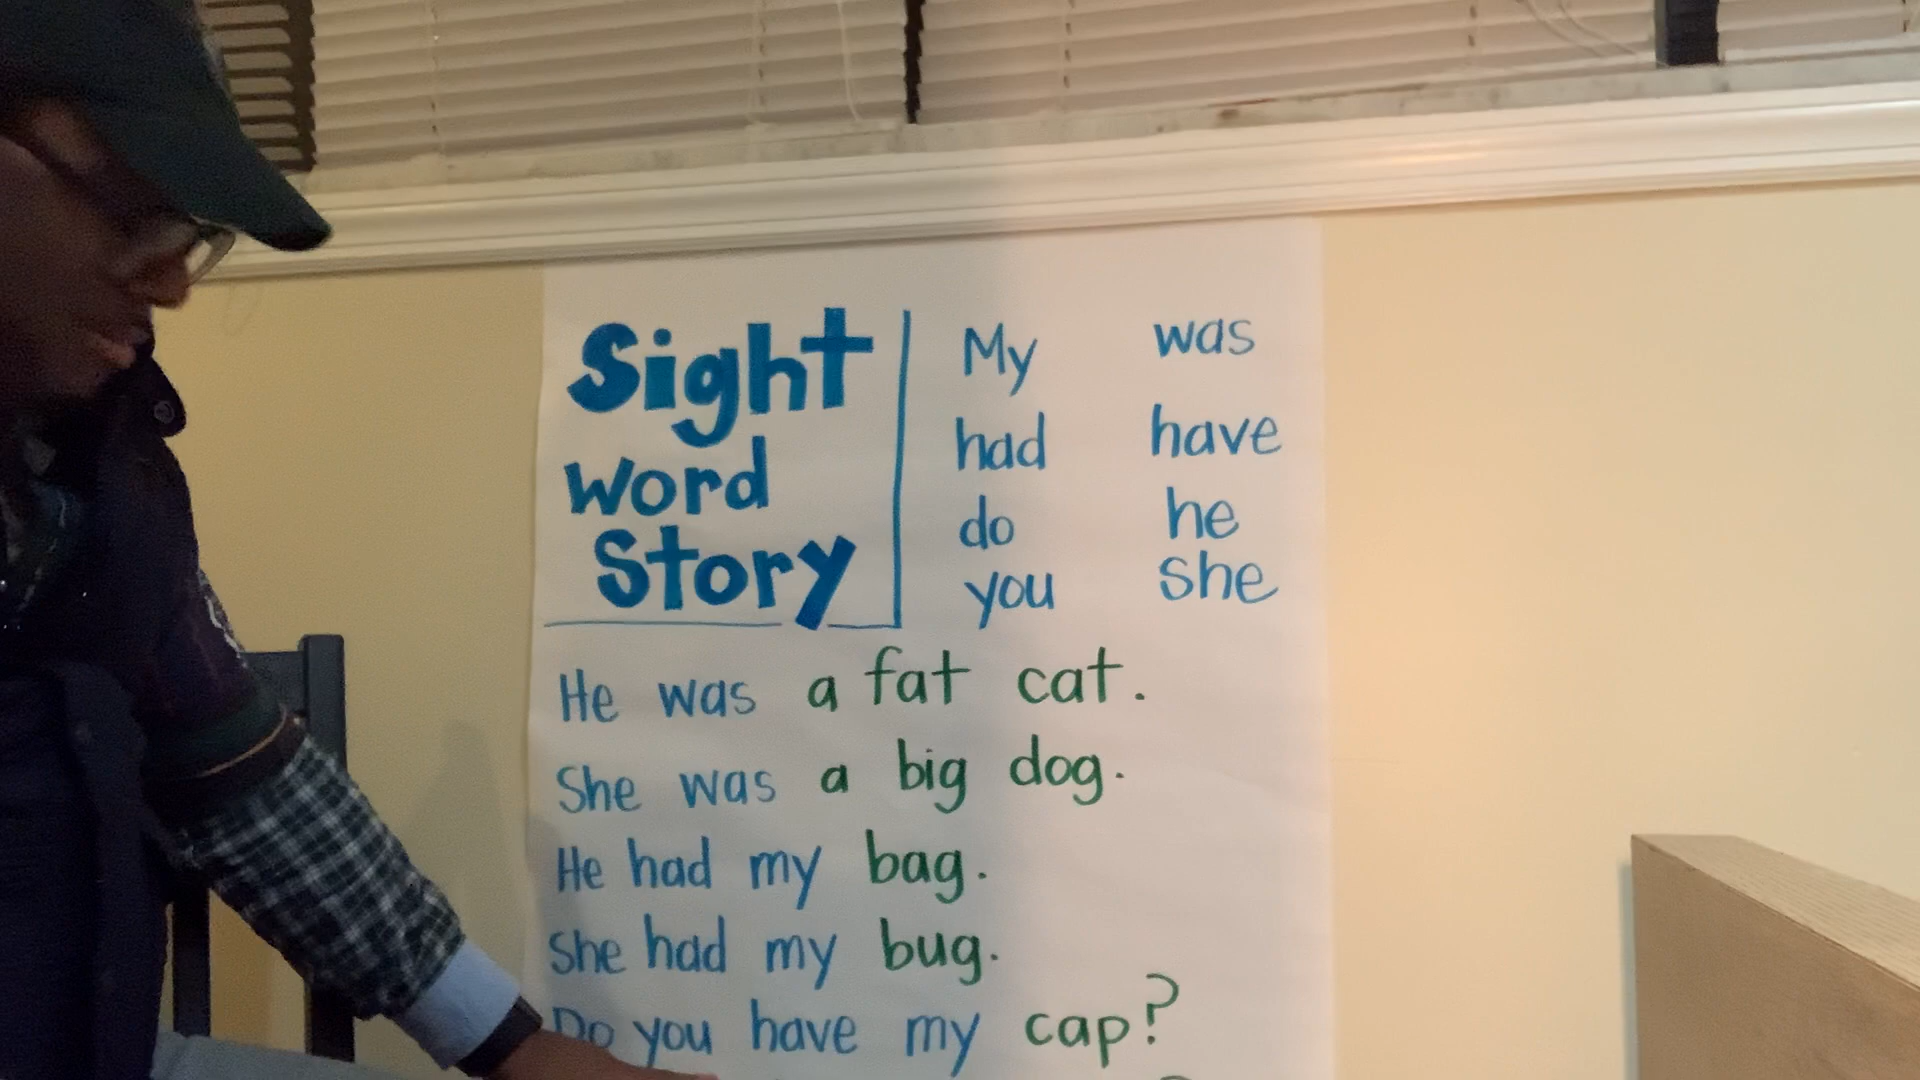 Sight
word
Story
My was
had have
do he
you she
He was a fat cat.
She was a big dog.
He had my bag.
She had my bug.
Do you have my cap?